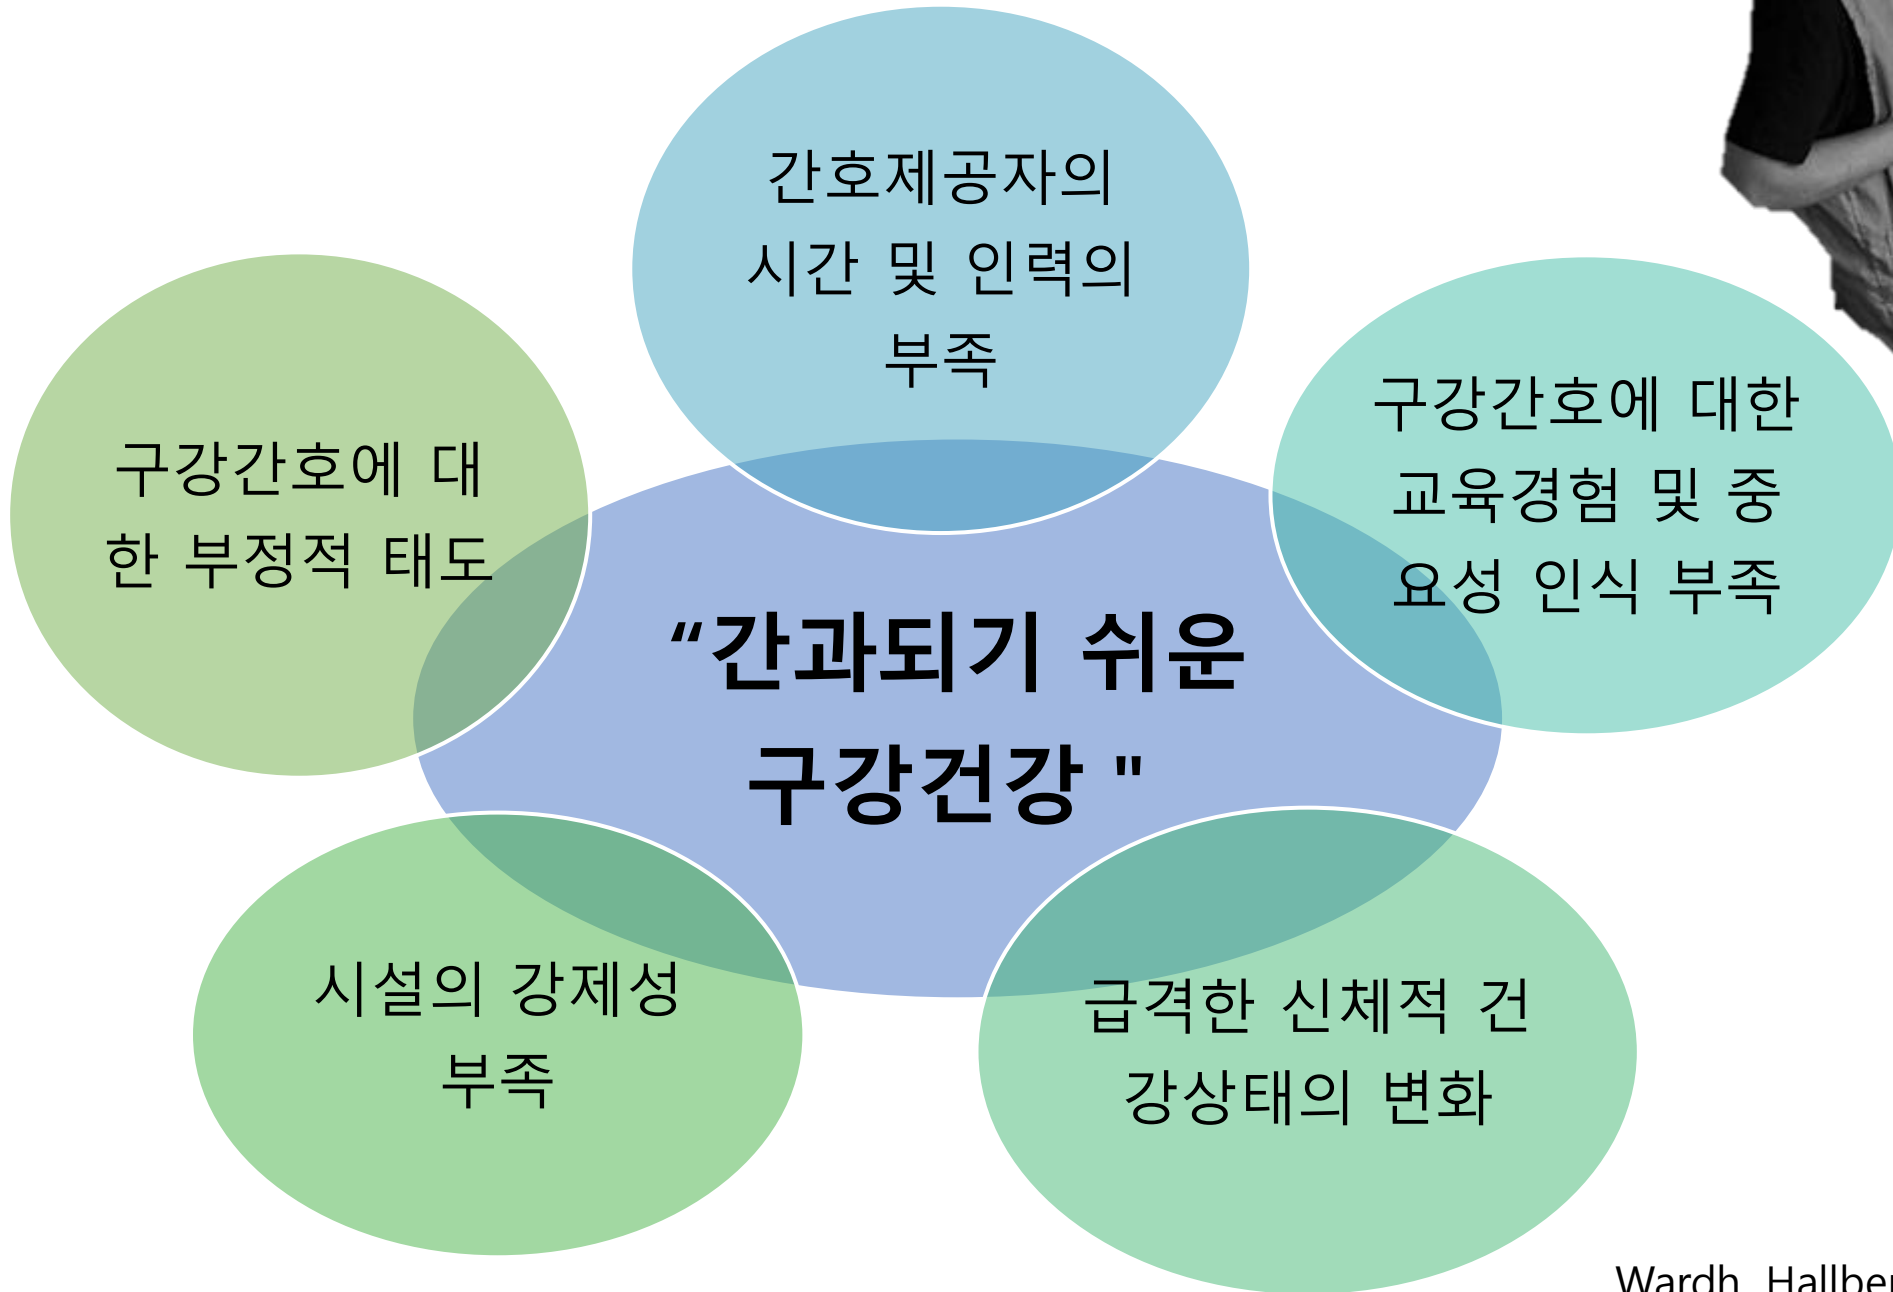 간호제공자의
시간 및 인력의
부족
구강간호에 대한
교육경험 및 중
요성 인식 부족
구강간호에 대
한 부정적 태도
“간과되기 쉬운
구강건강 "
시설의 강제성
부족
급격한 신체적 건
강상태의 변화
Wardh